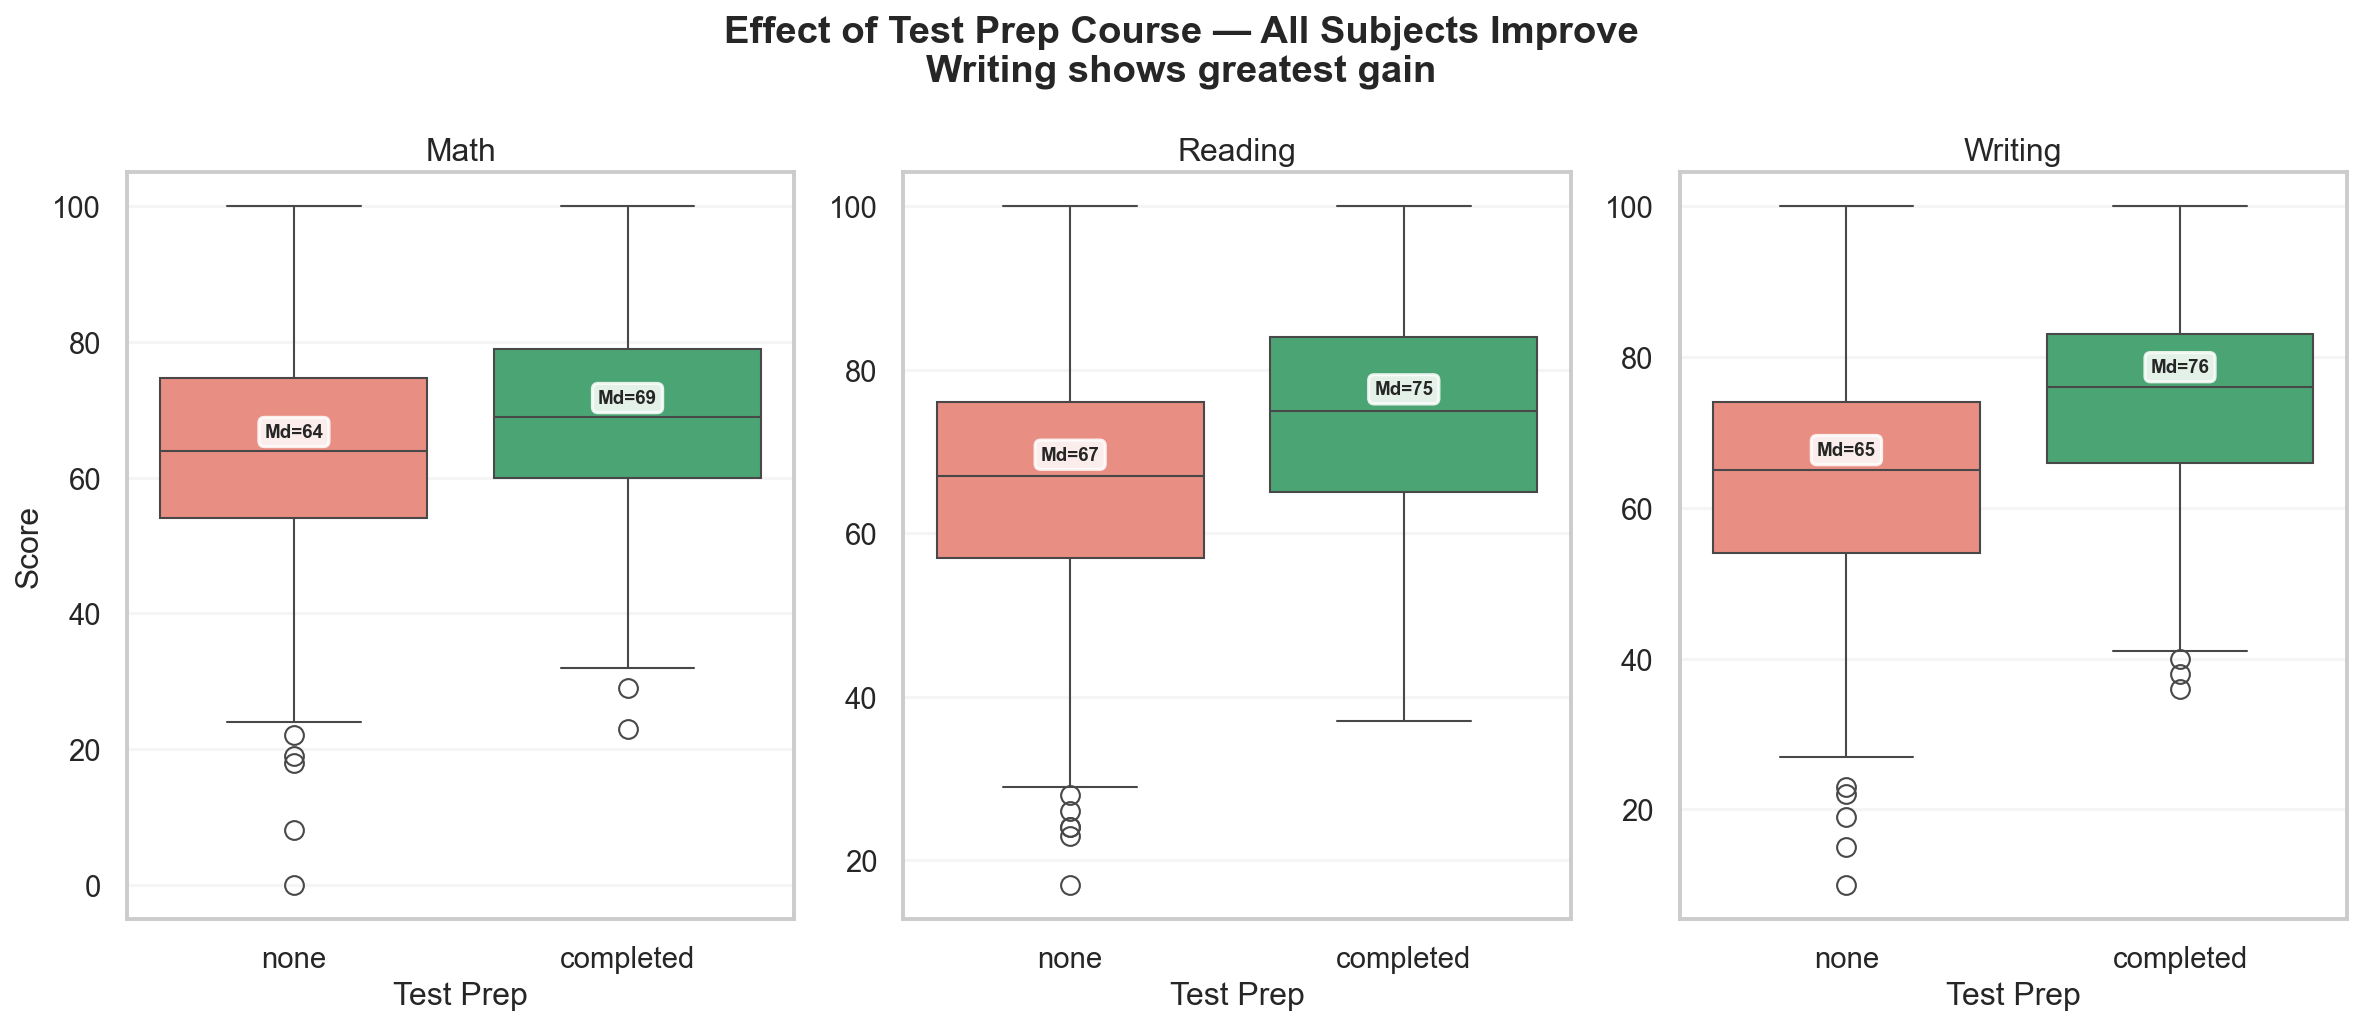 Effect of Test Prep Course — All Subjects Improve
Writing shows greatest gain
Math
Reading
Writing
Score
100
80
60
40
20
0
Md=64
Md=69
none
completed
Test Prep
100
80
60
40
20
Md=67
Md=75
none
completed
Test Prep
100
80
60
40
20
Md=65
Md=76
none
completed
Test Prep